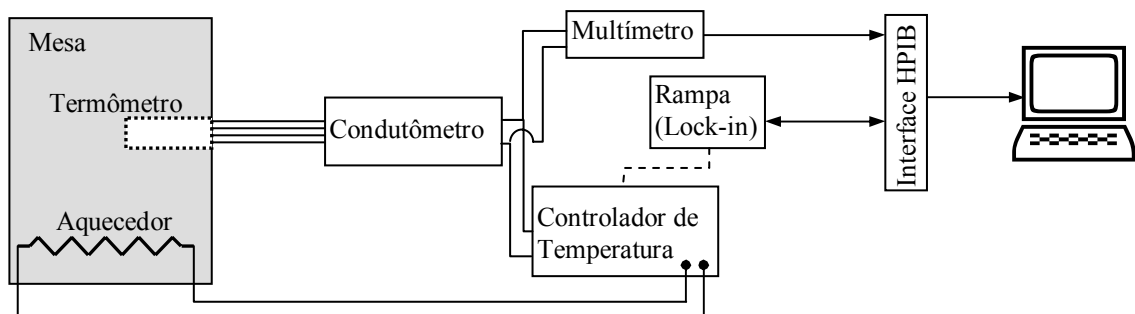 Mesa
Termômetro
Aquecedor
Condutômetro
Multímetro
Rampa
(Lock-in)
Controlador de
Temperatura
Interface HPIB